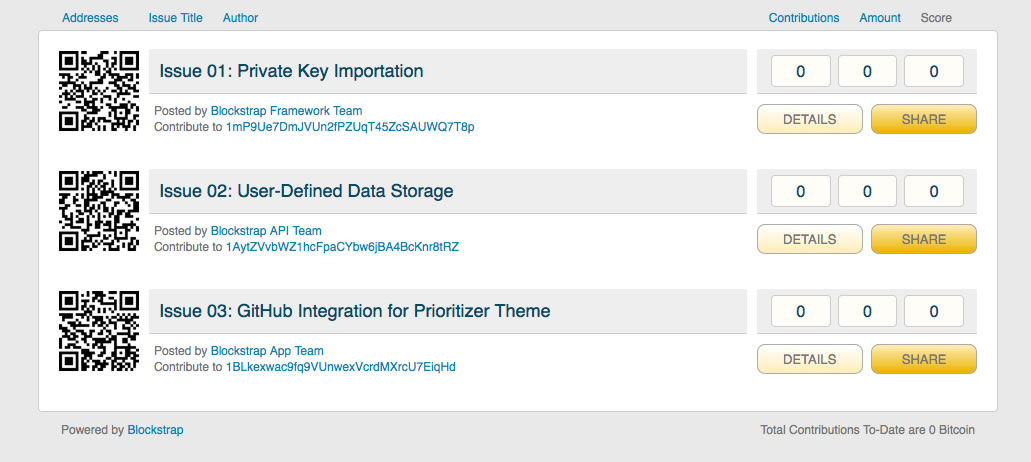 Addresses Issue Title Author Contributions Amount Score
Issue 01: Private Key Importation 0 0 0
Posted by Blockstrap Framework Team
Contribute to 1mP9Ue7DmJVUn2fPZUqT45ZcSAUWQ7T8p
DETAILS SHARE
Issue 02: User-Defined Data Storage 0 0 0
Posted by Blockstrap API Team
Contribute to 1AytZVvbWZ1hcFpaCYbw6jBA4BcKnr8tRZ
DETAILS SHARE
Issue 03: GitHub Integration for Prioritizer Theme 0 0 0
Posted by Blockstrap App Team
Contribute to 1BLkexwac9fq9VUnwexVcrdMXrcU7EiqHd
DETAILS SHARE
Powered by Blockstrap Total Contributions To-Date are 0 Bitcoin